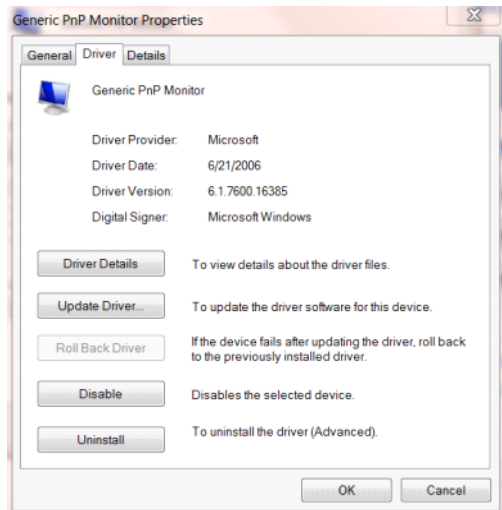 Generic PnP Monitor Properties
General Driver Details
Generic PnP Monitor
Driver Provider: Microsoft
Driver Date: 6/21/2006
Driver Version: 6.1.7600.16385
Digital Signer: Microsoft Windows
Driver Details To view details about the driver files.
Update Driver... To update the driver software for this device.
Roll Back Driver If the device fails after updating the driver, roll back
to the previously installed driver.
Disable Disables the selected device.
Uninstall To uninstall the driver (Advanced).
OK Cancel